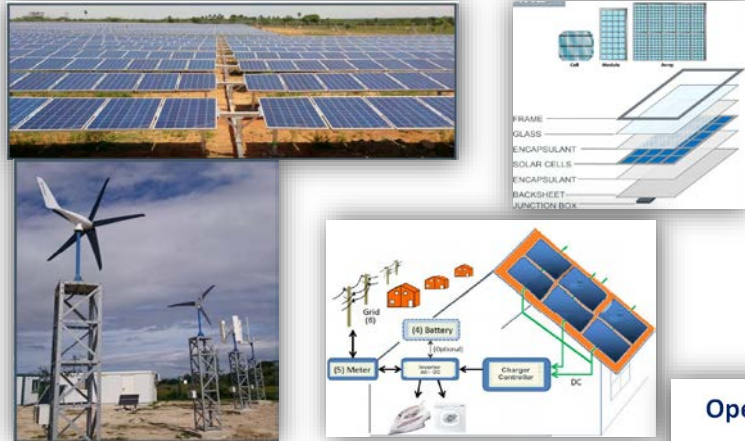 Cell Module Array
FRAME
GLASS
ENCAPSULANT
SOLAR CELLS
ENCAPSULANT
BACKSHEET
JUNCTION BOX
Grid
(6)
(4) Battery
(Optional)
(5) Meter
Inverter
Charger
Controller
DC
Ope